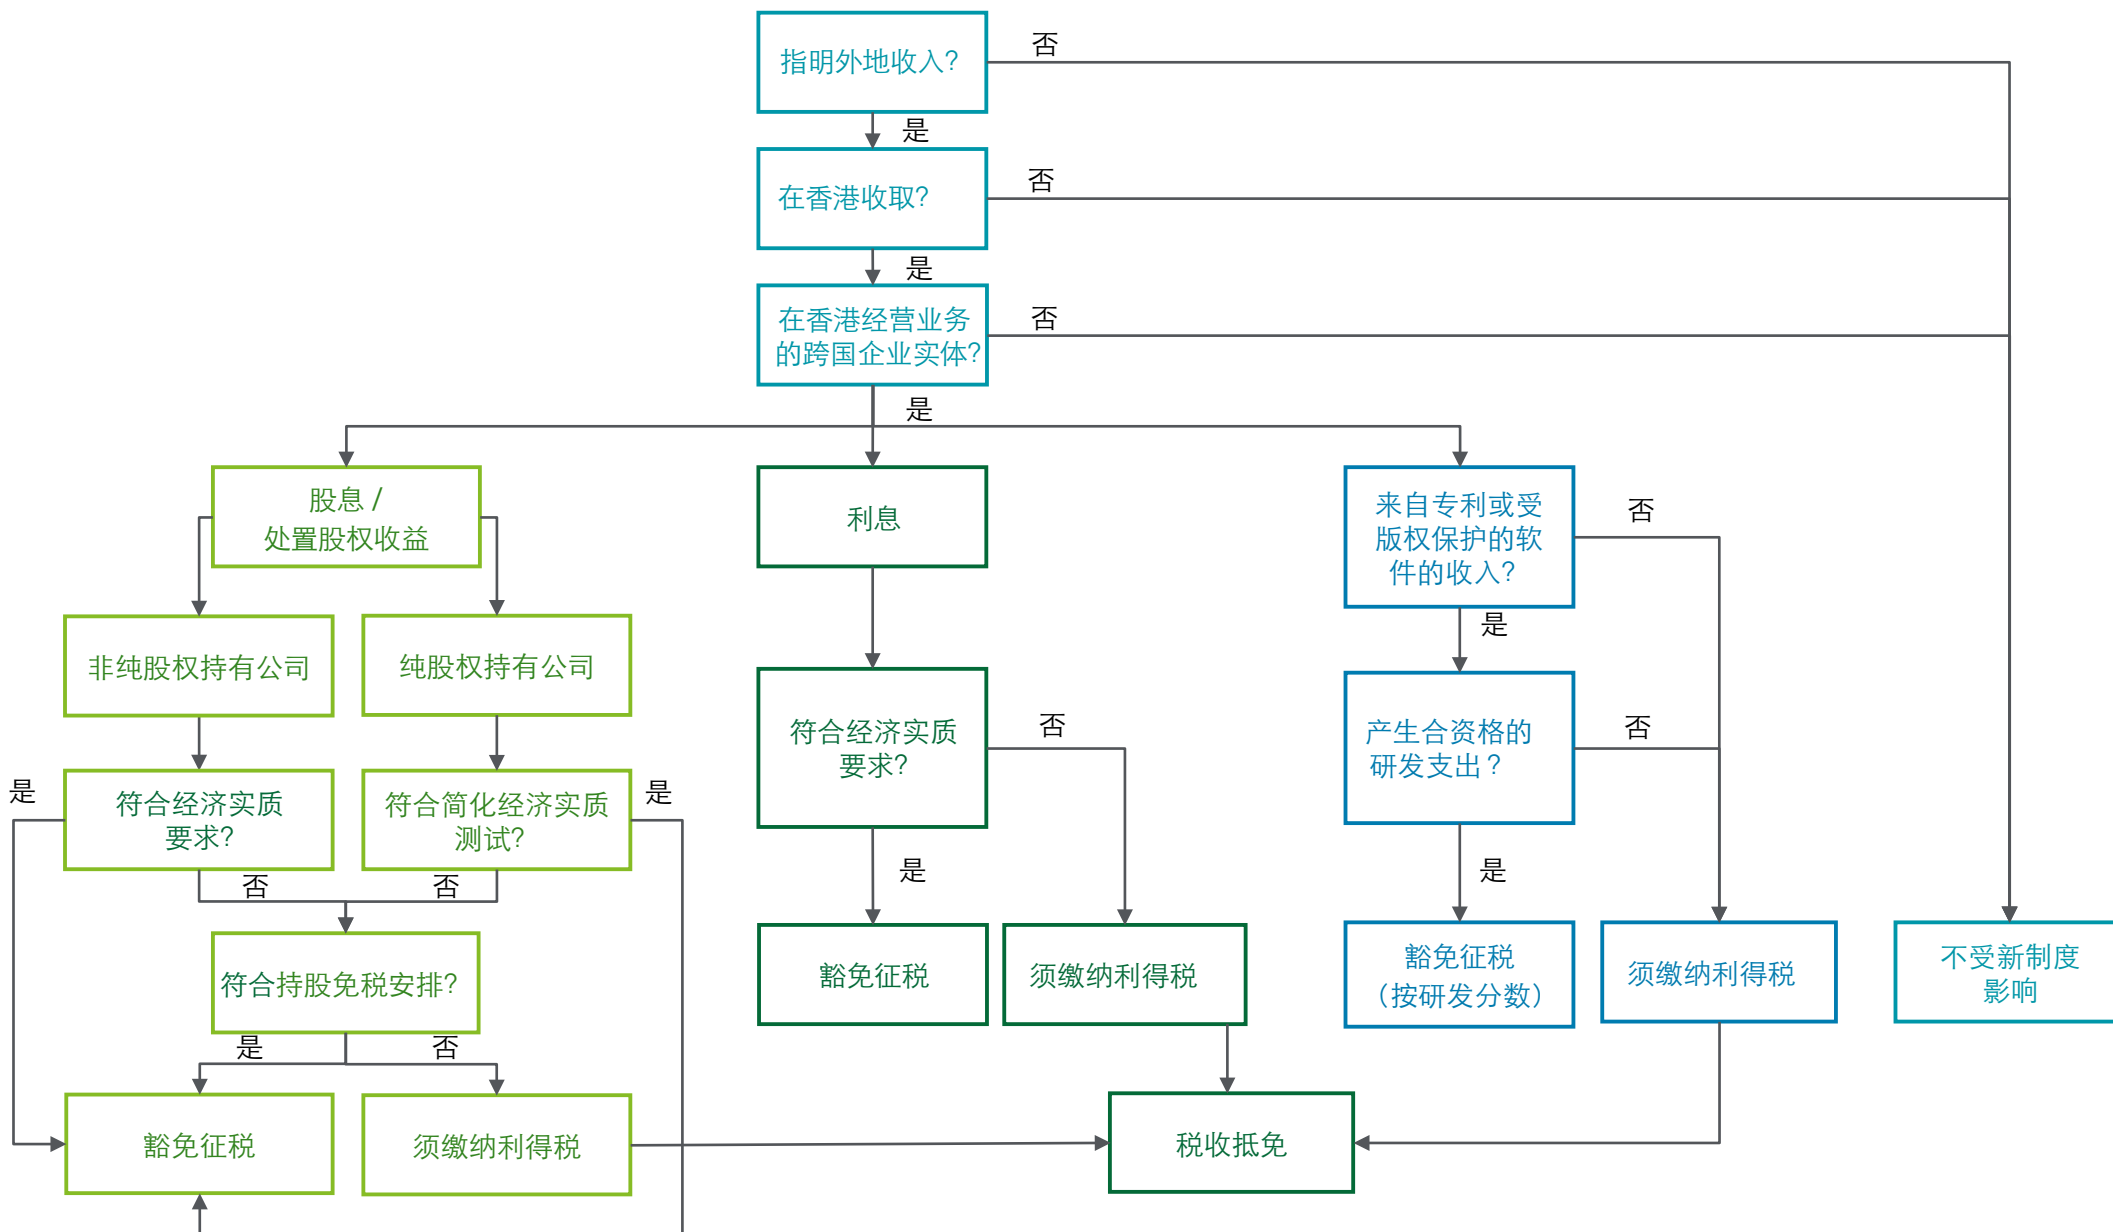 指明外地收入?
否
是
在香港收取?
否
是
在香港经营业务
的跨国企业实体?
否
是
股息 /
处置股权收益
利息
来自专利或受
版权保护的软
件的收入?
否
是
非纯股权持有公司
纯股权持有公司
符合经济实质
要求?
否
是
产生合资格的
研发支出?
否
是
是
符合经济实质
要求?
否
符合简化经济实质
测试?
是
否
符合持股免税安排?
是
否
豁免征税
须缴纳利得税
豁免征税
(按研发分数)
须缴纳利得税
不受新制度
影响
豁免征税
须缴纳利得税
税收抵免